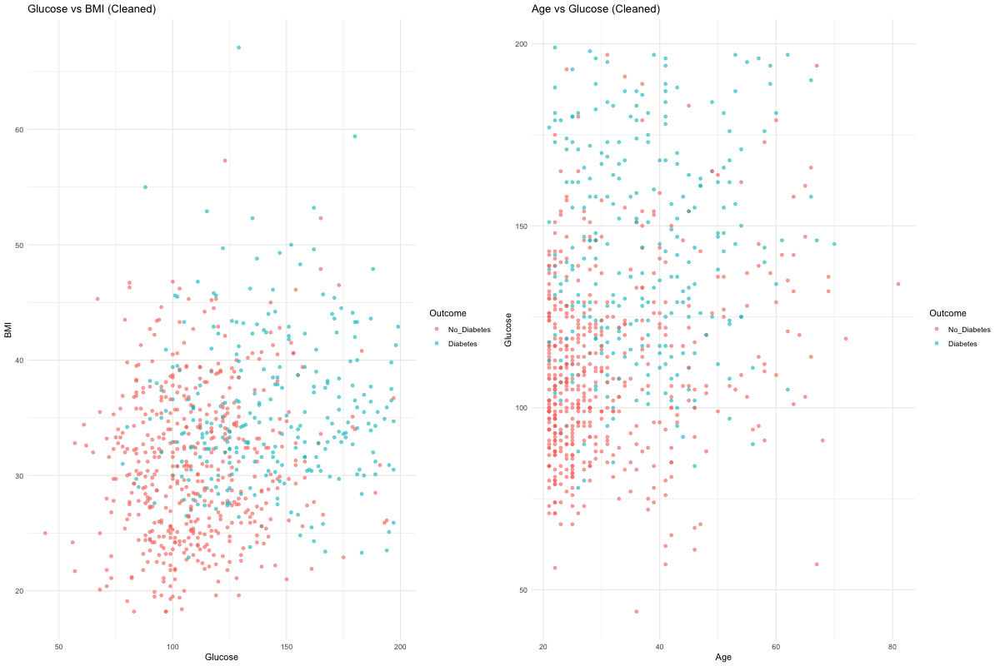 Glucose vs BMI (Cleaned)
60
50
40
30
20
BMI
50
100
150
200
Glucose
Outcome
No_Diabetes
Diabetes
Age vs Glucose (Cleaned)
200
150
100
50
Glucose
20
40
60
80
Age
Outcome
No_Diabetes
Diabetes